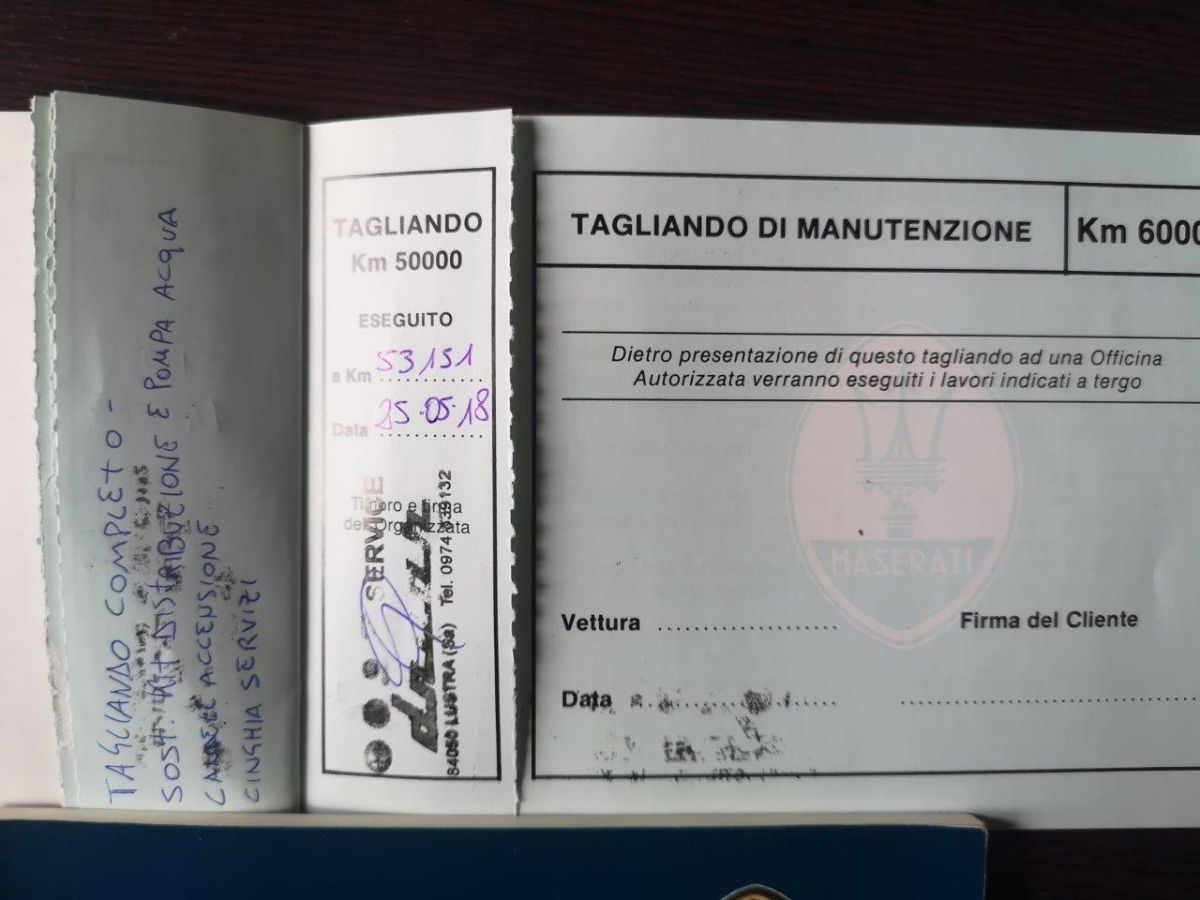 TAGLIANDO COMPLETO -
SOST. KIT DISTRIBUZIONE E POMPA ACQUA
CANDELE ACCENSIONE
CINGHIA SERVIZI
TAGLIANDO
Km 50000
ESEGUITO
a Km 53151
Data 25.05.18
Timbro e firma
dell'Organizzata
SERVICE
84050 LUSTRA (Sa) Tel. 0974
TAGLIANDO DI MANUTENZIONE
Km 6000
Dietro presentazione di questo tagliando ad una Officina
Autorizzata verranno eseguiti i lavori indicati a tergo
MASERATI
Vettura
Firma del Cliente
Data